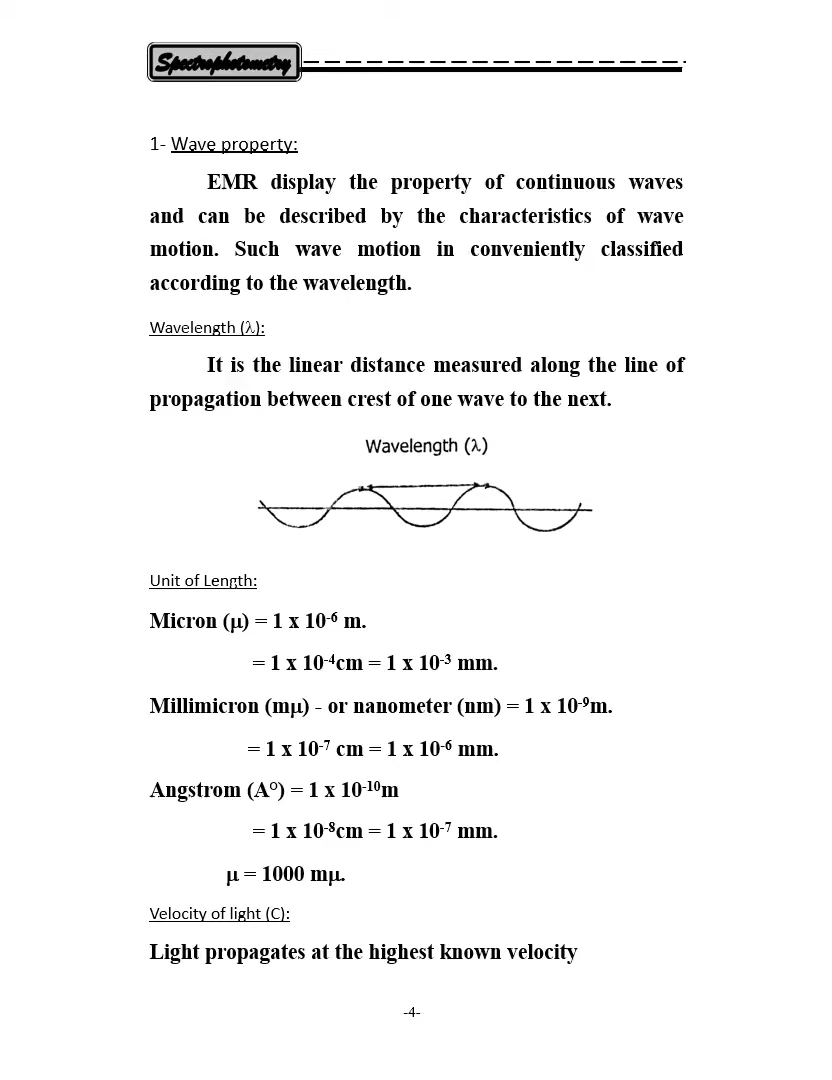 Spectrophotometry
1- Wave property:
EMR display the property of continuous waves
and can be described by the characteristics of wave
motion. Such wave motion in conveniently classified
according to the wavelength.
Wavelength (λ):
It is the linear distance measured along the line of
propagation between crest of one wave to the next.
Wavelength (λ)
Unit of Length:
Micron (μ) = 1 x 10⁻⁶ m.
= 1 x 10⁻⁴cm = 1 x 10⁻³ mm.
Millimicron (mμ) - or nanometer (nm) = 1 x 10⁻⁹m.
= 1 x 10⁻⁷ cm = 1 x 10⁻⁶ mm.
Angstrom (A°) = 1 x 10⁻¹⁰m
= 1 x 10⁻⁸cm = 1 x 10⁻⁷ mm.
μ = 1000 mμ.
Velocity of light (C):
Light propagates at the highest known velocity
-4-